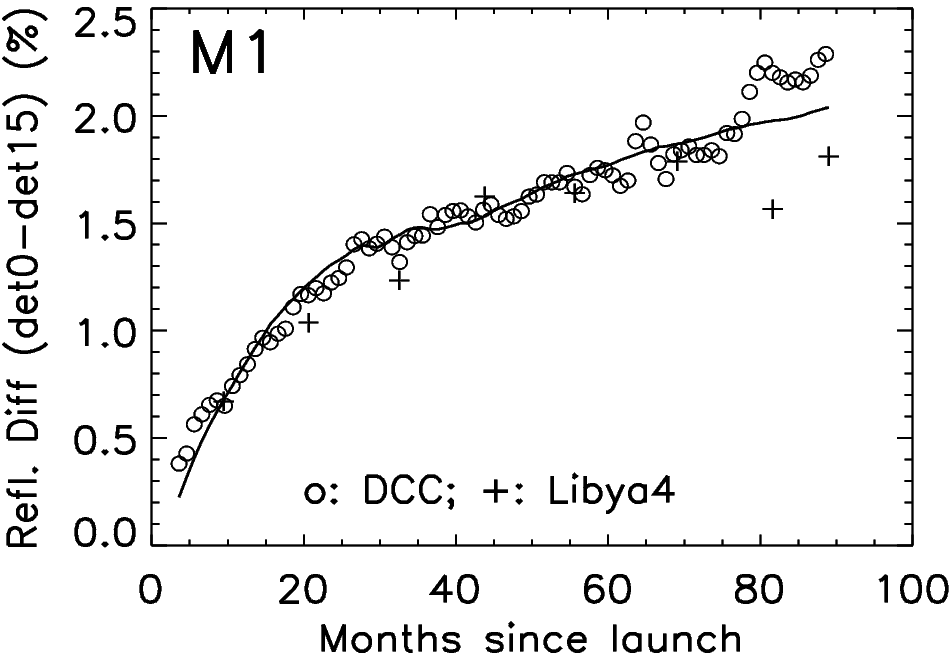 M1
Refl. Diff (det0−det15) (%)
2.5
2.0
1.5
1.0
0.5
0.0
o: DCC; +: Libya4
0 20 40 60 80 100
Months since launch